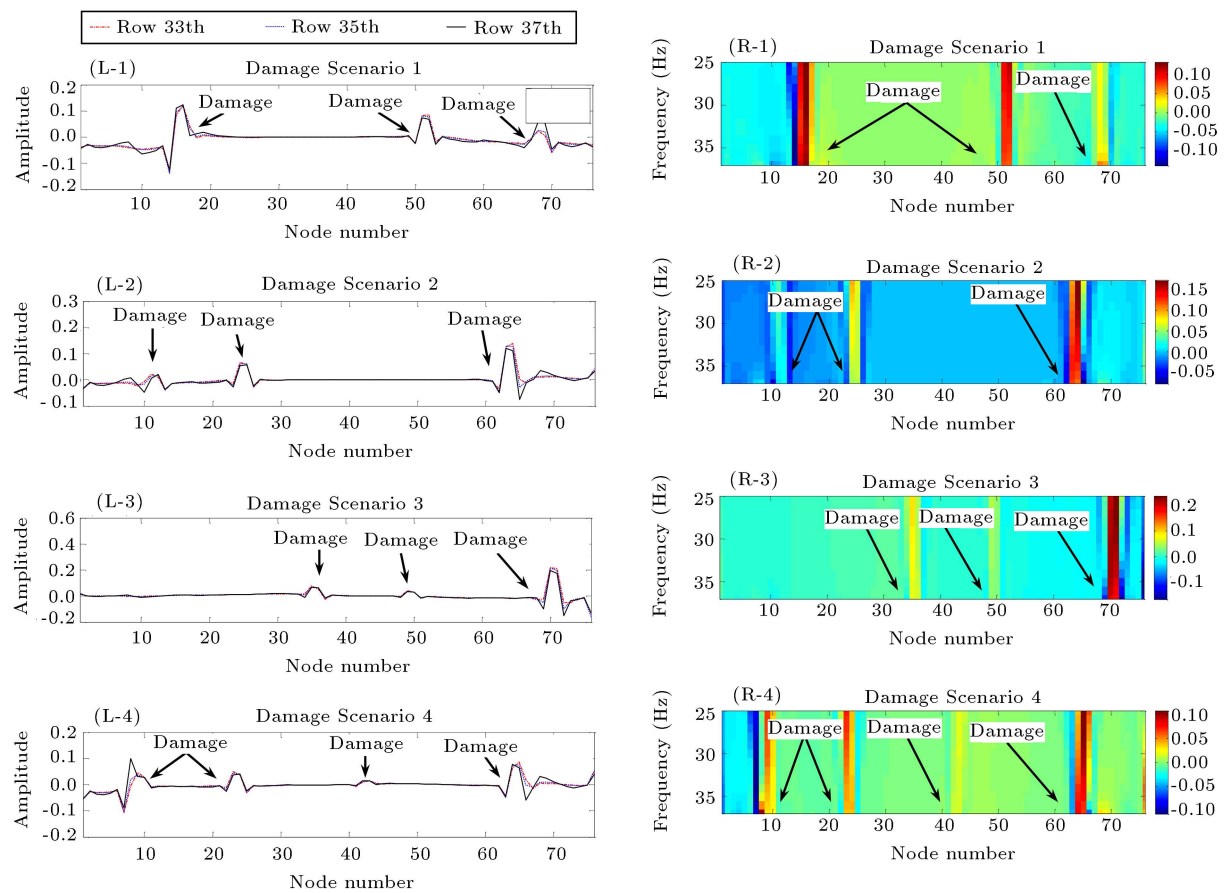 Row 33th Row 35th Row 37th
(L-1) Damage Scenario 1
Amplitude
0.2
0.1
0.0
-0.1
-0.2
Damage Damage Damage
10 20 30 40 50 60 70
Node number
(R-1) Damage Scenario 1
Frequency (Hz)
25
30
35
Damage Damage
10 20 30 40 50 60 70
Node number
0.10
0.05
0.00
-0.05
-0.10
(L-2) Damage Scenario 2
Amplitude
0.3
0.2
0.1
0.0
-0.1
Damage Damage Damage
10 20 30 40 50 60 70
Node number
(R-2) Damage Scenario 2
Frequency (Hz)
25
30
35
Damage Damage
10 20 30 40 50 60 70
Node number
0.15
0.10
0.05
0.00
-0.05
(L-3) Damage Scenario 3
Amplitude
0.6
0.4
0.2
0.0
-0.2
Damage Damage Damage
10 20 30 40 50 60 70
Node number
(R-3) Damage Scenario 3
Frequency (Hz)
25
30
35
Damage Damage Damage
10 20 30 40 50 60 70
Node number
0.2
0.1
0.0
-0.1
(L-4) Damage Scenario 4
Amplitude
0.2
0.1
0.0
-0.1
-0.2
Damage Damage Damage
10 20 30 40 50 60 70
Node number
(R-4) Damage Scenario 4
Frequency (Hz)
25
30
35
Damage Damage Damage
10 20 30 40 50 60 70
Node number
0.10
0.05
0.00
-0.05
-0.10